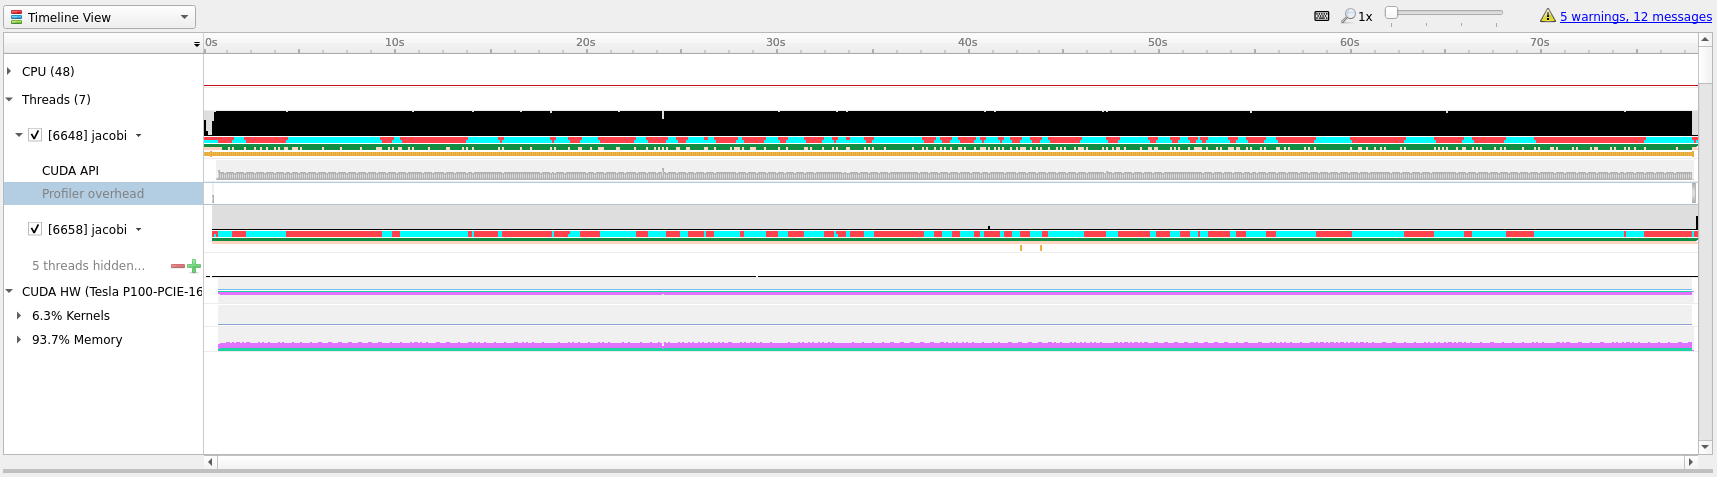 Timeline View
1x
5 warnings, 12 messages
0s 10s 20s 30s 40s 50s 60s 70s
CPU (48)
Threads (7)
[6648] jacobi
CUDA API
Profiler overhead
[6658] jacobi
5 threads hidden...
CUDA HW (Tesla P100-PCIE-16
6.3% Kernels
93.7% Memory